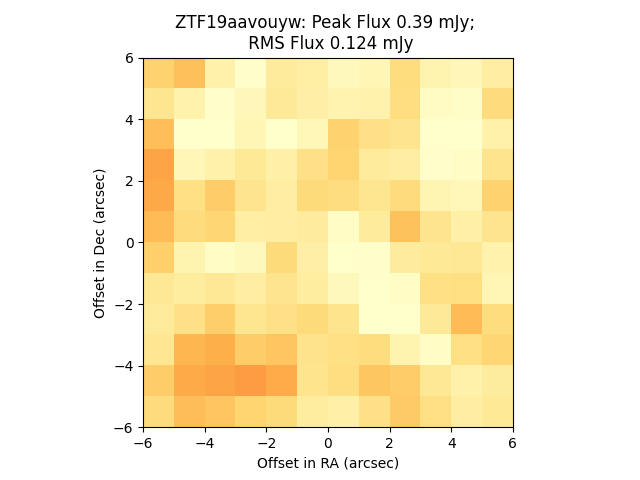 ZTF19aavouyw: Peak Flux 0.39 mJy;
RMS Flux 0.124 mJy
6
4
2
0
−2
−4
−6
Offset in Dec (arcsec)
−6 −4 −2 0 2 4 6
Offset in RA (arcsec)